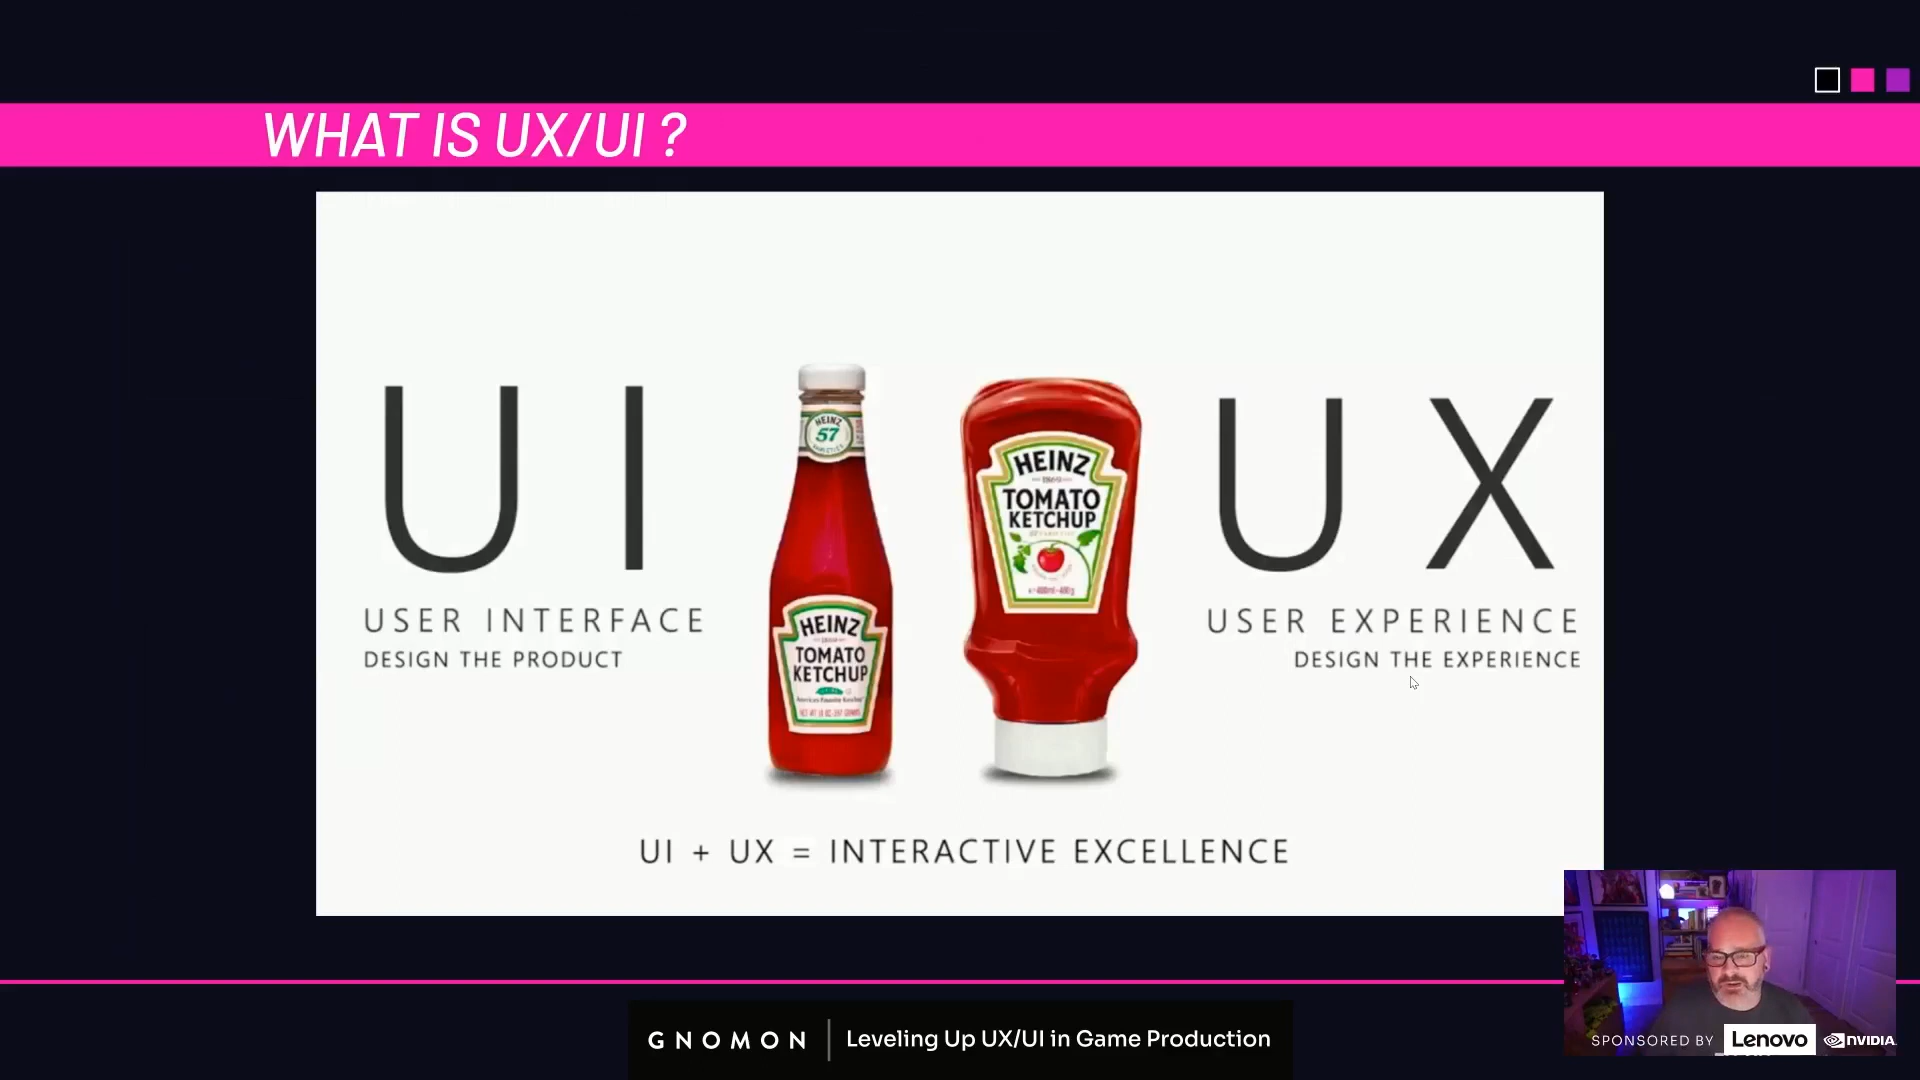 WHAT IS UX/UI ?
UI
USER INTERFACE
DESIGN THE PRODUCT
HEINZ
57
VARIETIES
HEINZ
TOMATO
KETCHUP
HEINZ
TOMATO
KETCHUP
UX
USER EXPERIENCE
DESIGN THE EXPERIENCE
UI + UX = INTERACTIVE EXCELLENCE
GNOMON
Leveling Up UX/UI in Game Production
SPONSORED BY Lenovo NVIDIA